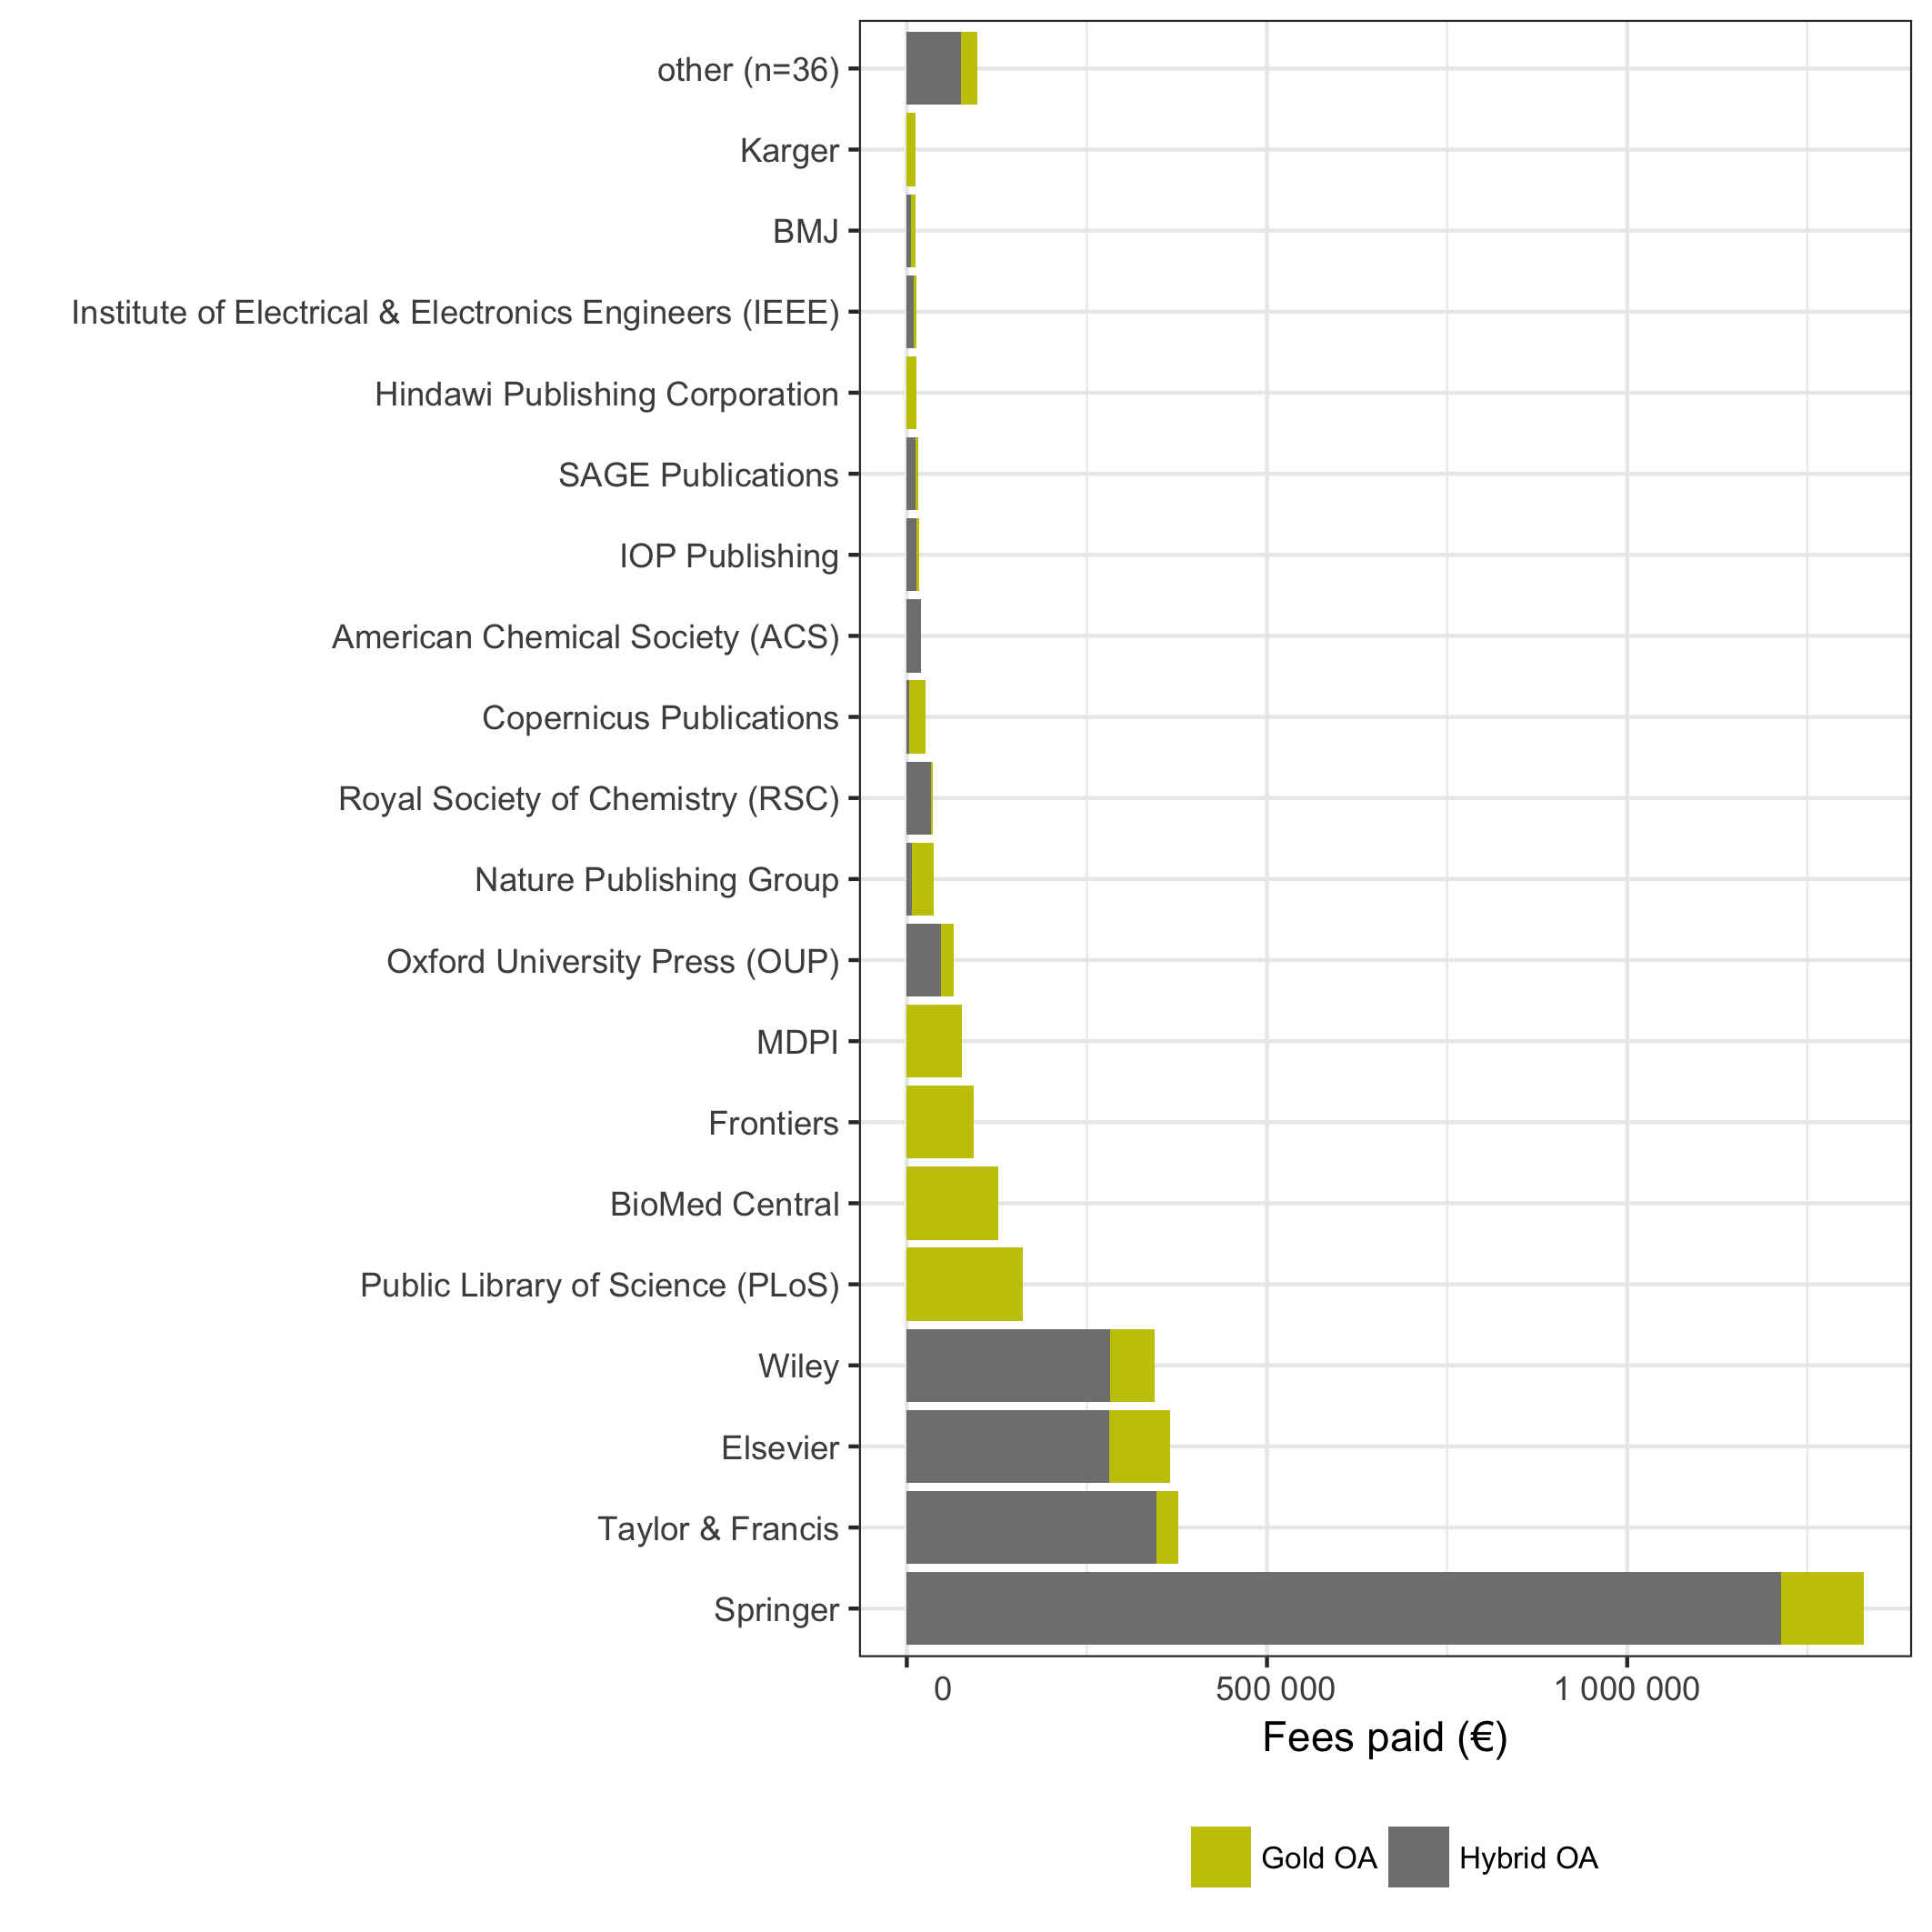 other (n=36)
Karger
BMJ
Institute of Electrical & Electronics Engineers (IEEE)
Hindawi Publishing Corporation
SAGE Publications
IOP Publishing
American Chemical Society (ACS)
Copernicus Publications
Royal Society of Chemistry (RSC)
Nature Publishing Group
Oxford University Press (OUP)
MDPI
Frontiers
BioMed Central
Public Library of Science (PLoS)
Wiley
Elsevier
Taylor & Francis
Springer
0 500 000 1 000 000
Fees paid (€)
Gold OA Hybrid OA